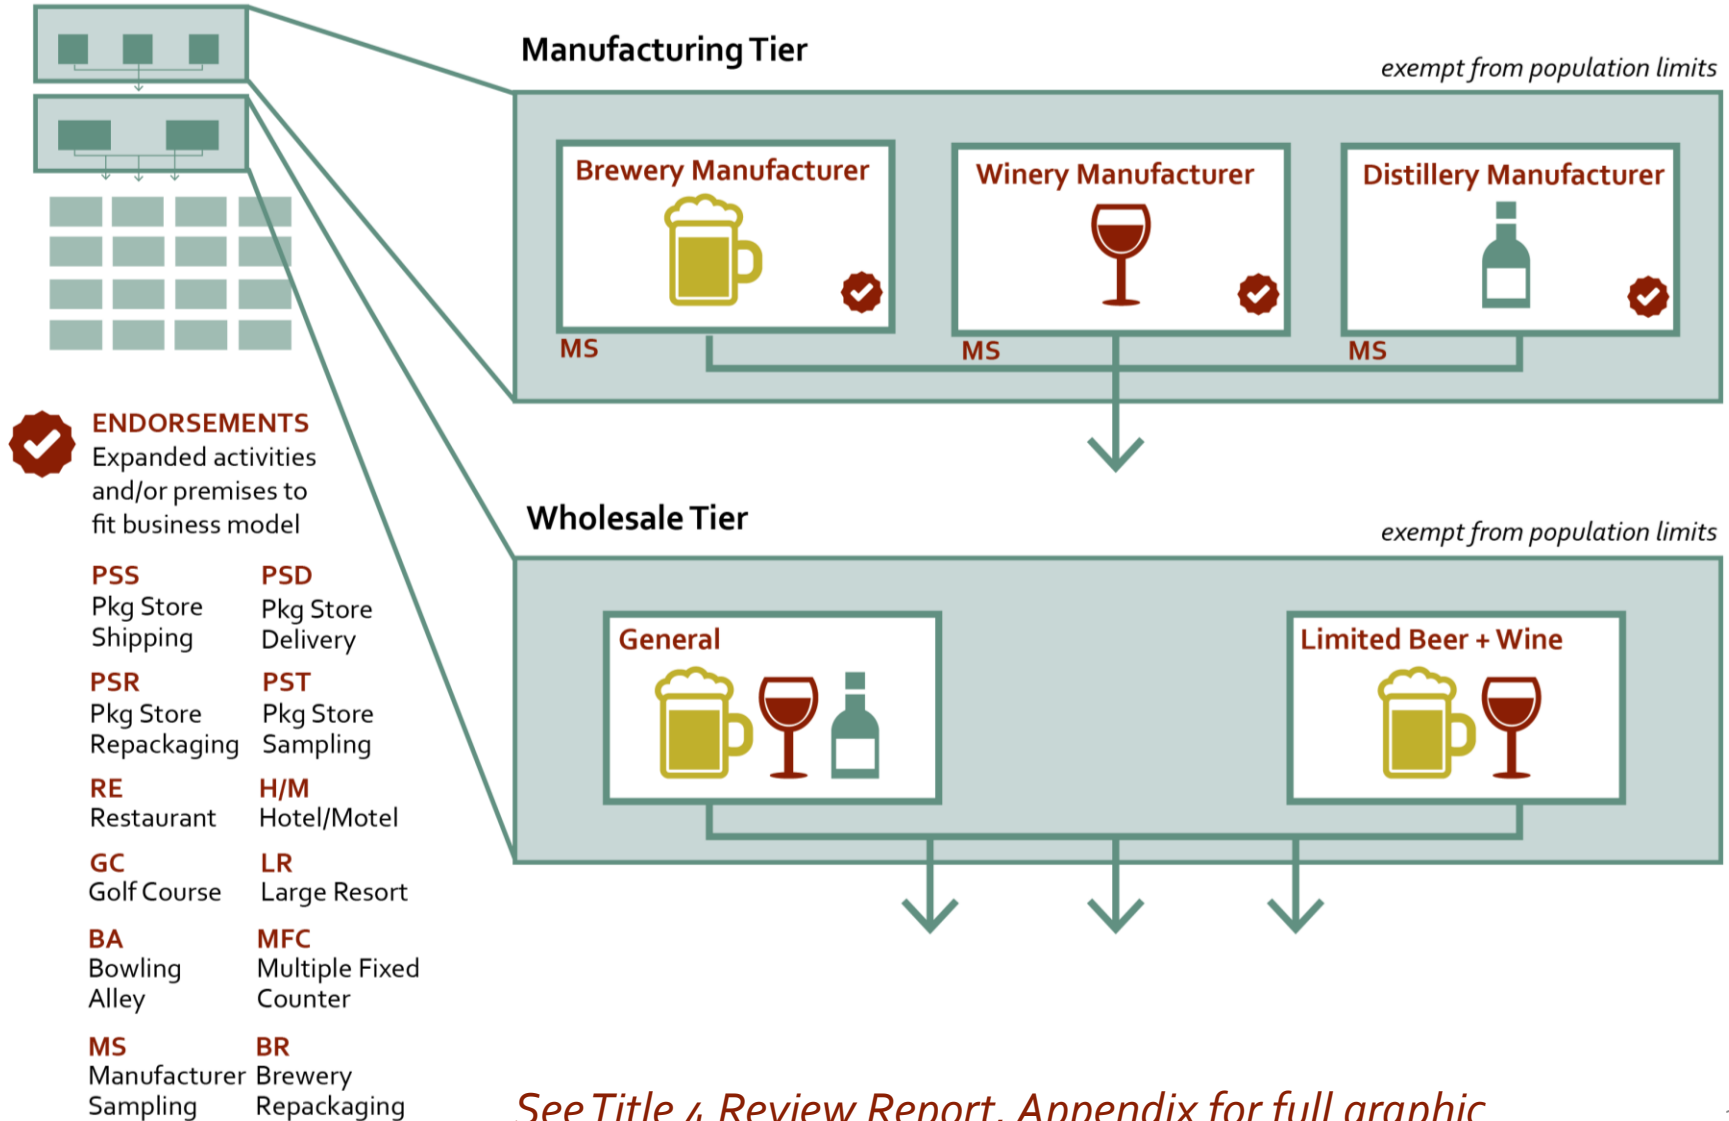 Manufacturing Tier
exempt from population limits
Brewery Manufacturer
Winery Manufacturer
Distillery Manufacturer
MS
MS
MS
ENDORSEMENTS
Expanded activities
and/or premises to
fit business model
Wholesale Tier
exempt from population limits
General
Limited Beer + Wine
PSS
Pkg Store
Shipping
PSD
Pkg Store
Delivery
PSR
Pkg Store
Repackaging
PST
Pkg Store
Sampling
RE
Restaurant
H/M
Hotel/Motel
GC
Golf Course
LR
Large Resort
BA
Bowling
Alley
MFC
Multiple Fixed
Counter
MS
Manufacturer
Sampling
BR
Brewery
Repackaging
See Title 4 Review Report, Appendix for full graphic